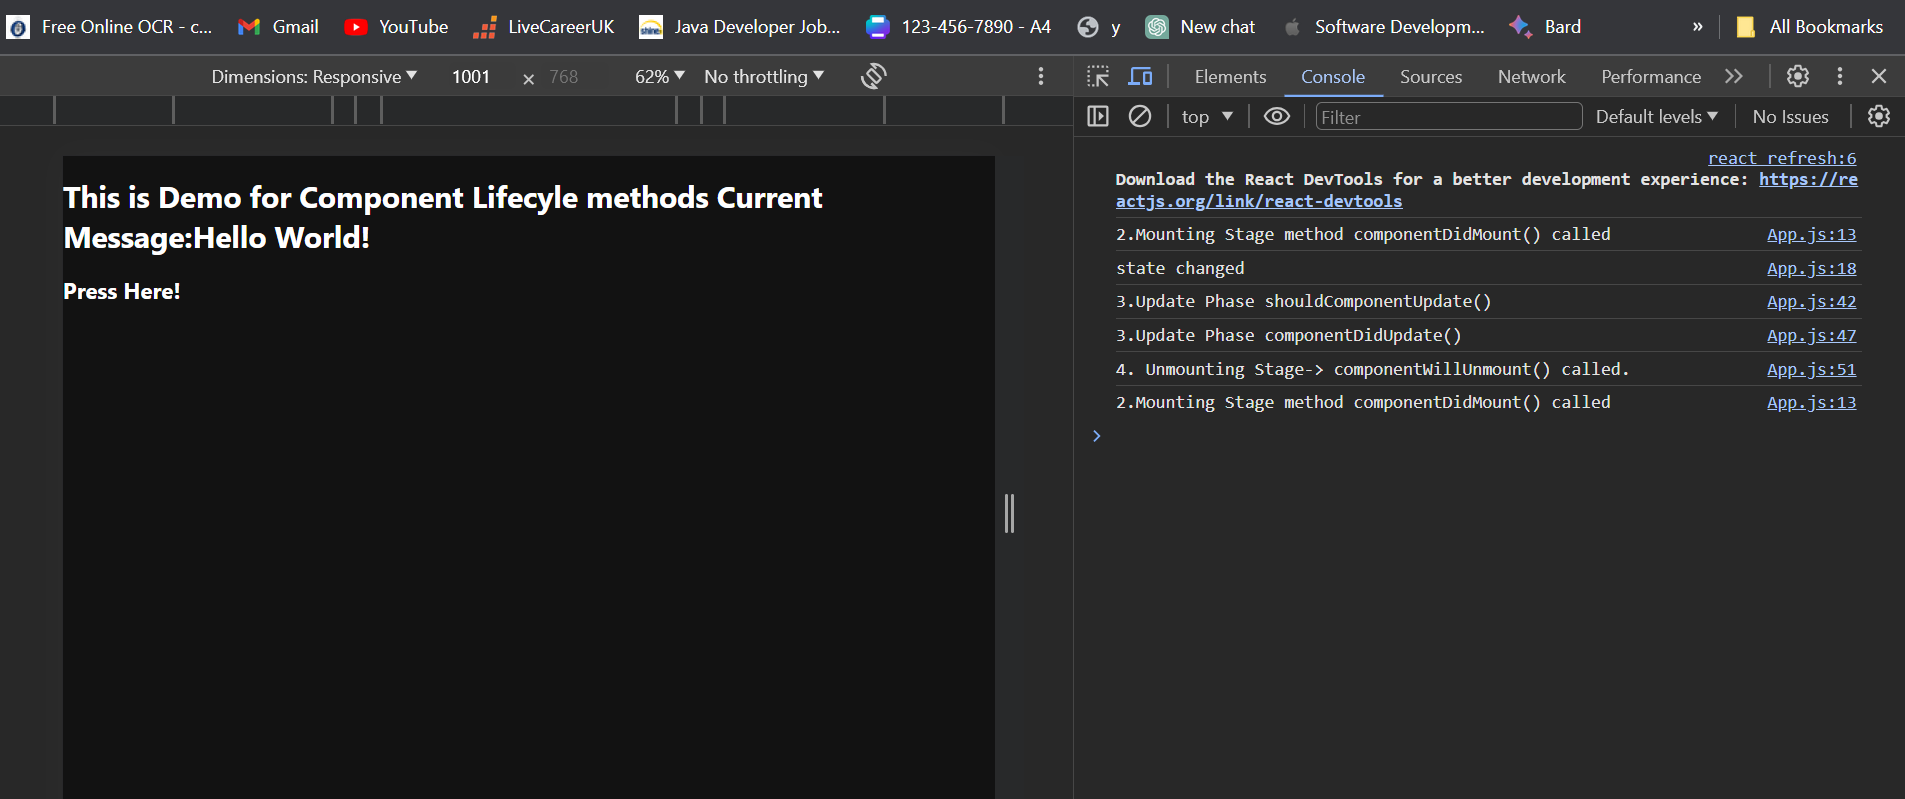 Free Online OCR - c... Gmail YouTube LiveCareerUK shine Java Developer Job... 123-456-7890 - A4 y New chat Software Developm... Bard » All Bookmarks
Dimensions: Responsive ▼ 1001 × 768 62% ▼ No throttling ▼
Elements Console Sources Network Performance
top ▼ Filter Default levels ▼ No Issues
This is Demo for Component Lifecyle methods Current
Message:Hello World!
Press Here!
react refresh:6
Download the React DevTools for a better development experience: https://re
actjs.org/link/react-devtools
2.Mounting Stage method componentDidMount() called App.js:13
state changed App.js:18
3.Update Phase shouldComponentUpdate() App.js:42
3.Update Phase componentDidUpdate() App.js:47
4. Unmounting Stage-> componentWillUnmount() called. App.js:51
2.Mounting Stage method componentDidMount() called App.js:13